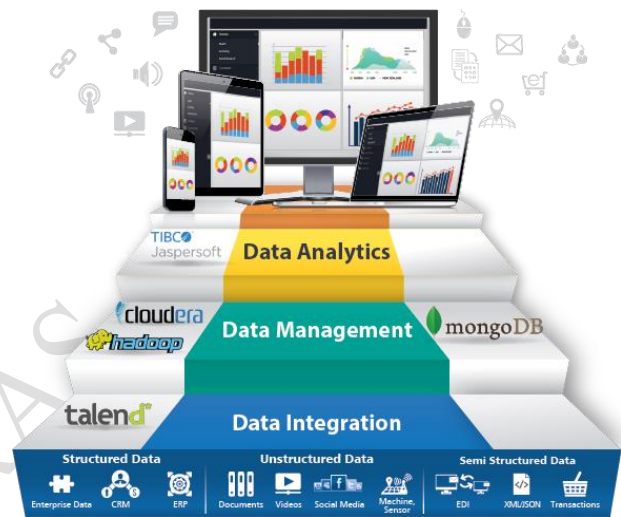 TIBCO
Jaspersoft
Data Analytics
cloudera
hadoop
Data Management
mongoDB
talend
Data Integration
Structured Data
Unstructured Data
Semi Structured Data
Enterprise Data
CRM
ERP
Documents
Videos
Social Media
Machine,
Sensor
EDI
XML/JSON
Transactions